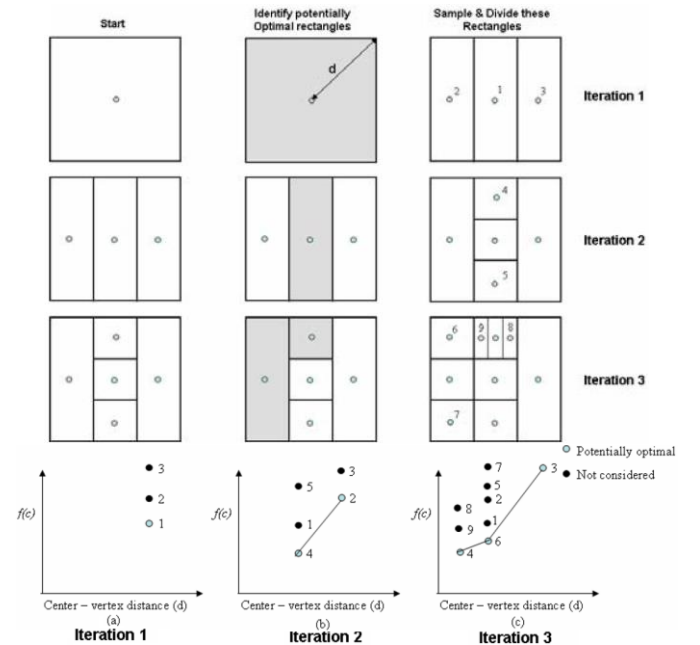 Start
Identify potentially
Optimal rectangles
Sample & Divide these
Rectangles
d
2 1 3
Iteration 1
4
5
Iteration 2
6 9 8
7
Iteration 3
f(c)
3
2
1
Center – vertex distance (d)
(a)
Iteration 1
f(c)
3
5
2
1
4
Center – vertex distance (d)
(b)
Iteration 2
Potentially optimal
Not considered
f(c)
7
3
5
2
8
1
9
6
4
Center – vertex distance (d)
(c)
Iteration 3